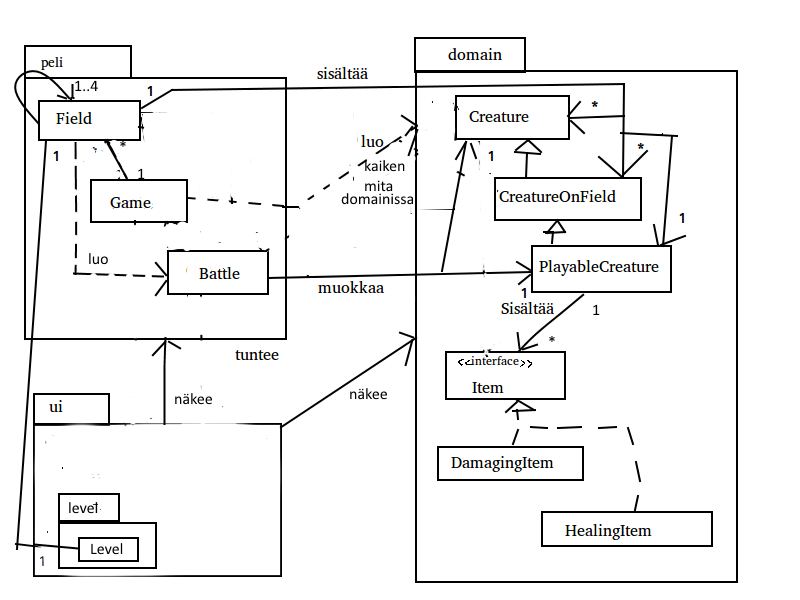 domain
peli
sisältää
1..4
1
Field
Creature
*
luo
1
*
1
*
kaiken
1
mita
domainissa
CreatureOnField
Game
1
luo
Battle
PlayableCreature
muokkaa
1
Sisältää
1
*
tuntee
<<interface>>
Item
näkee
näkee
ui
DamagingItem
level
HealingItem
Level
1